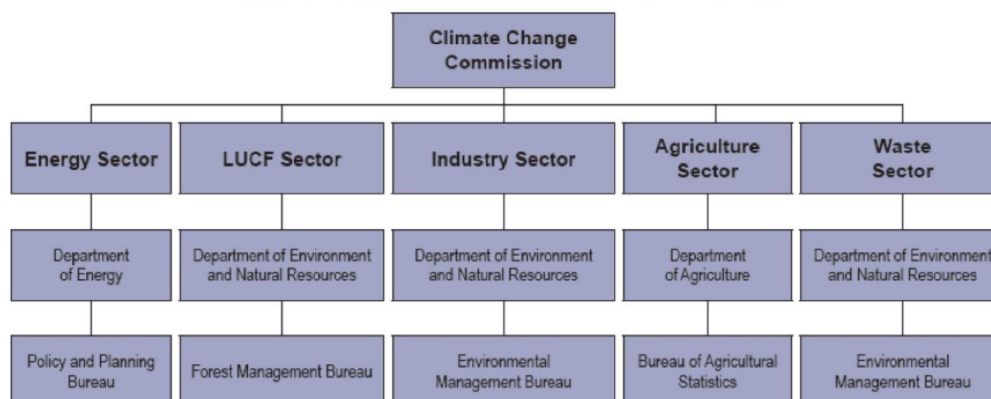 Climate Change
Commission
Energy Sector
LUCF Sector
Industry Sector
Agriculture
Sector
Waste
Sector
Department
of Energy
Department of Environment
and Natural Resources
Department of Environment
and Natural Resources
Department
of Agriculture
Department of Environment
and Natural Resources
Policy and Planning
Bureau
Forest Management Bureau
Environmental
Management Bureau
Bureau of Agricultural
Statistics
Environmental
Management Bureau